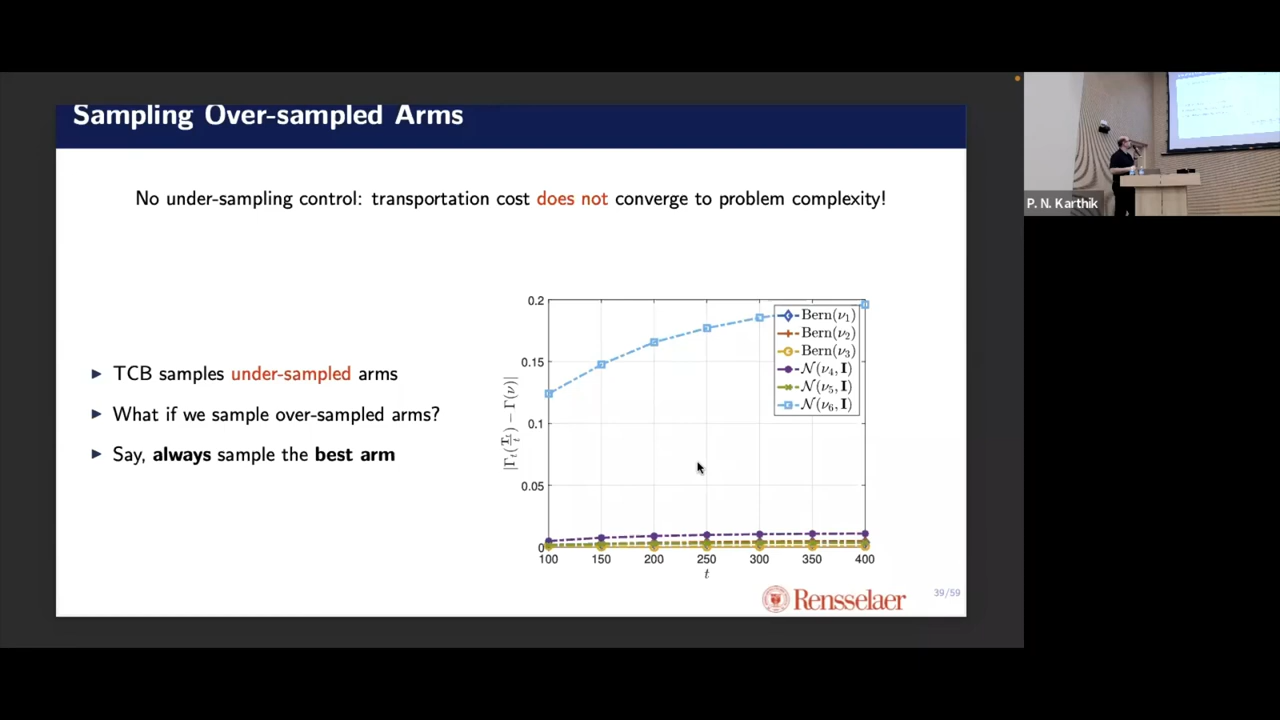 Sampling Over-sampled Arms
No under-sampling control: transportation cost does not converge to problem complexity!
▶ TCB samples under-sampled arms
▶ What if we sample over-sampled arms?
▶ Say, always sample the best arm
|Γ_t(T_t/t) − Γ(ν)|
0.2
0.15
0.1
0.05
0
100 150 200 250 300 350 400
t
Bern(ν₁)
Bern(ν₂)
Bern(ν₃)
𝒩(ν₄, I)
𝒩(ν₅, I)
𝒩(ν₆, I)
Rensselaer
39/59
P. N. Karthik